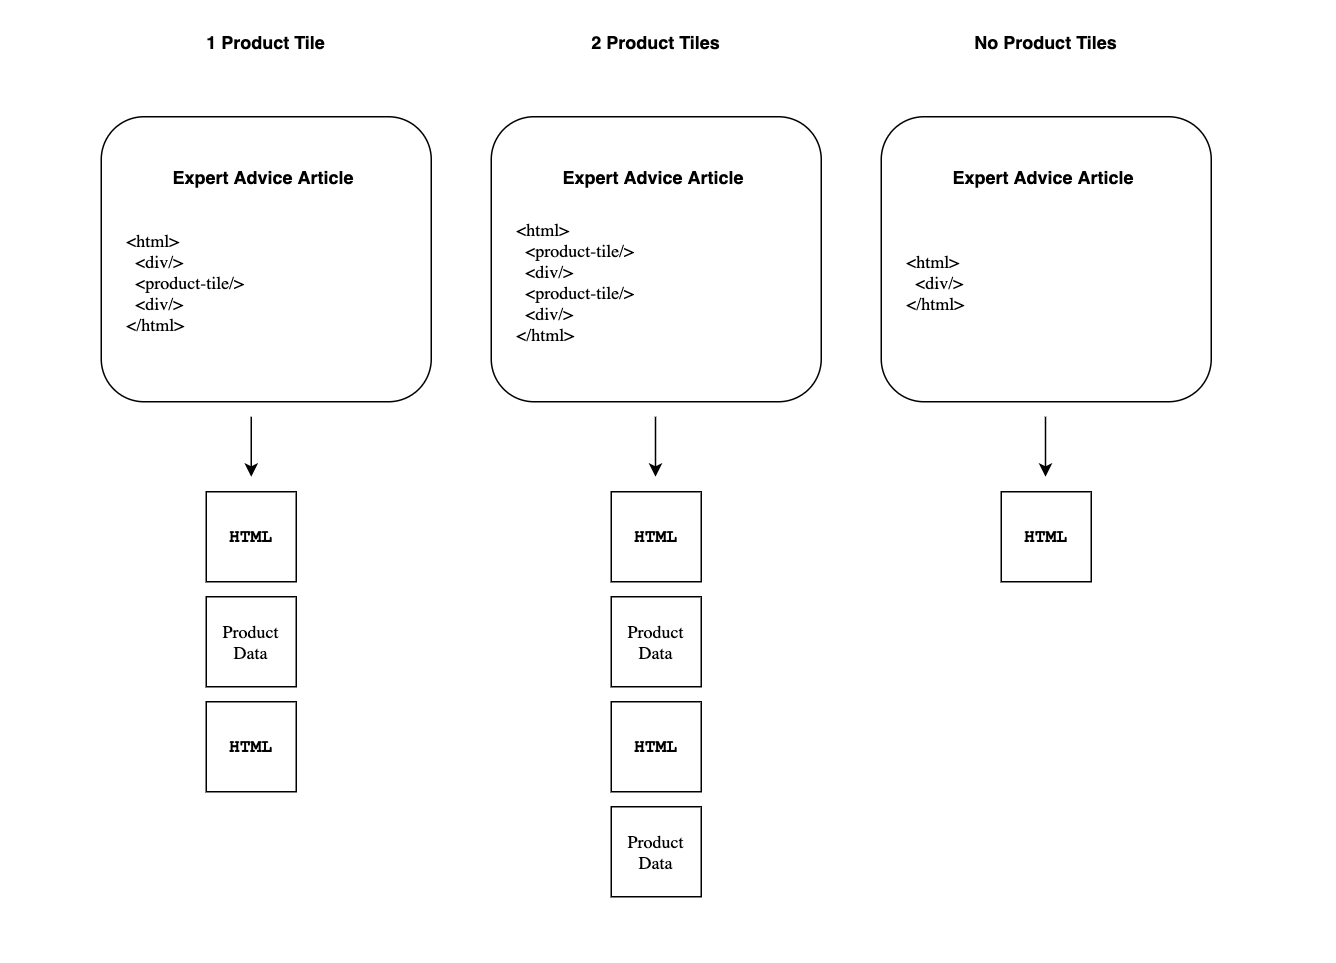 1 Product Tile
2 Product Tiles
No Product Tiles
Expert Advice Article
<html>
<div/>
<product-tile/>
<div/>
</html>
Expert Advice Article
<html>
<product-tile/>
<div/>
<product-tile/>
<div/>
</html>
Expert Advice Article
<html>
<div/>
</html>
HTML
Product
Data
HTML
HTML
Product
Data
HTML
Product
Data
HTML